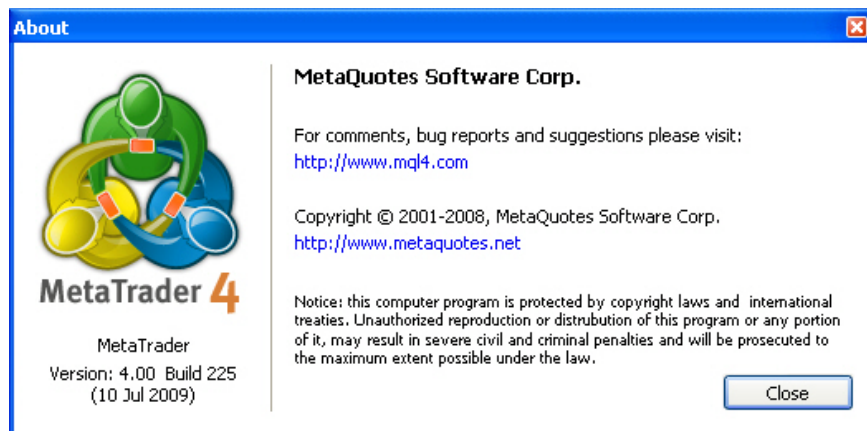 About
MetaQuotes Software Corp.
For comments, bug reports and suggestions please visit:
http://www.mql4.com
Copyright © 2001-2008, MetaQuotes Software Corp.
http://www.metaquotes.net
MetaTrader 4
MetaTrader
Version: 4.00 Build 225
(10 Jul 2009)
Notice: this computer program is protected by copyright laws and international
treaties. Unauthorized reproduction or distrubution of this program or any portion
of it, may result in severe civil and criminal penalties and will be prosecuted to
the maximum extent possible under the law.
Close